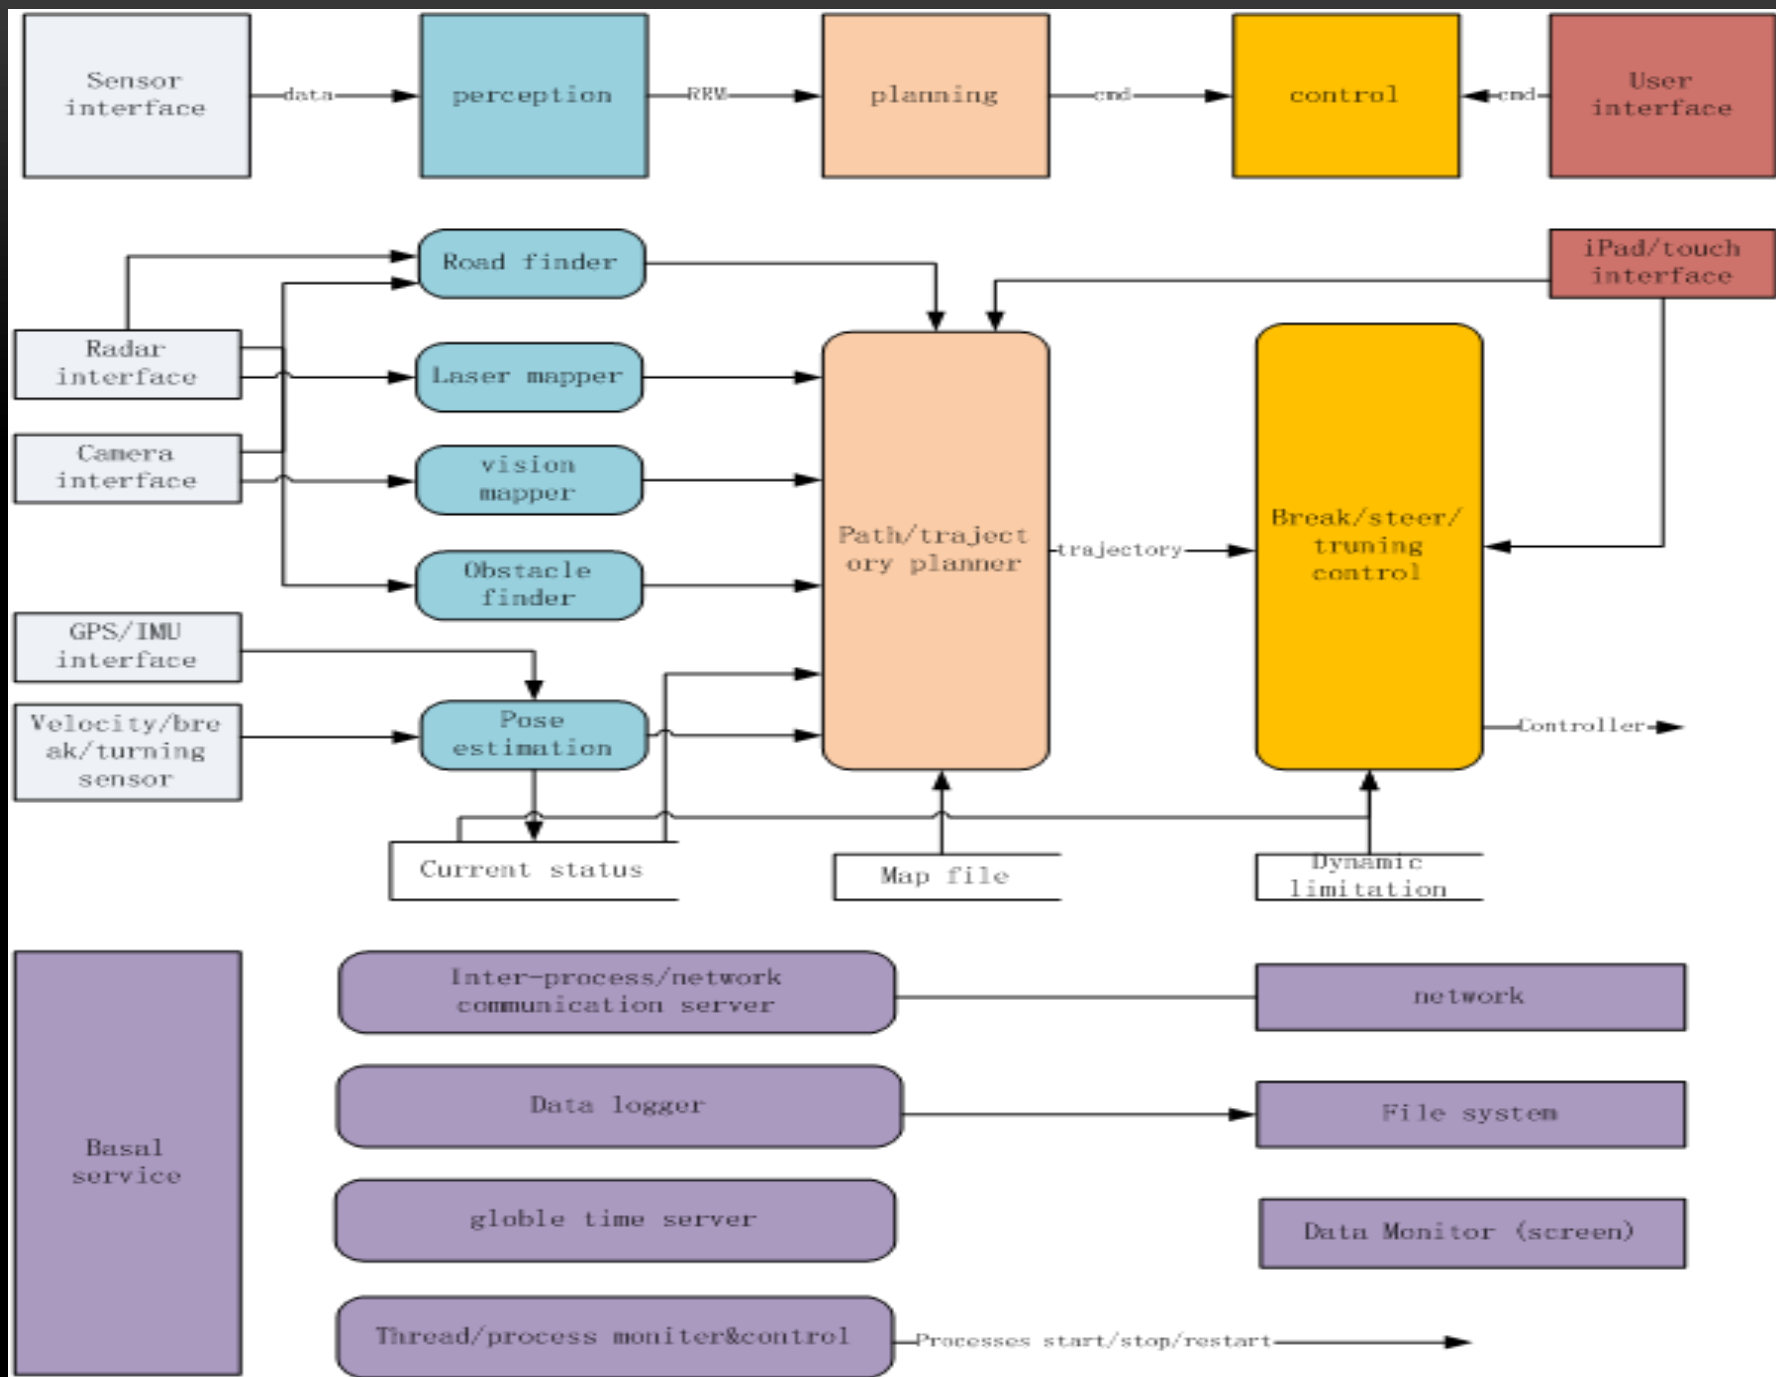 Sensor
interface
data
perception
RRM
planning
cmd
control
cmd
User
interface
Road finder
iPad/touch
interface
Radar
interface
Laser mapper
Camera
interface
vision
mapper
Path/traject
ory planner
trajectory
Break/steer/
truning
control
Obstacle
finder
GPS/IMU
interface
Velocity/bre
ak/turning
sensor
Pose
estimation
Controller
Current status
Map file
Dynamic
limitation
Basal
service
Inter-process/network
communication server
network
Data logger
File system
globle time server
Data Monitor (screen)
Thread/process moniter&control
Processes start/stop/restart